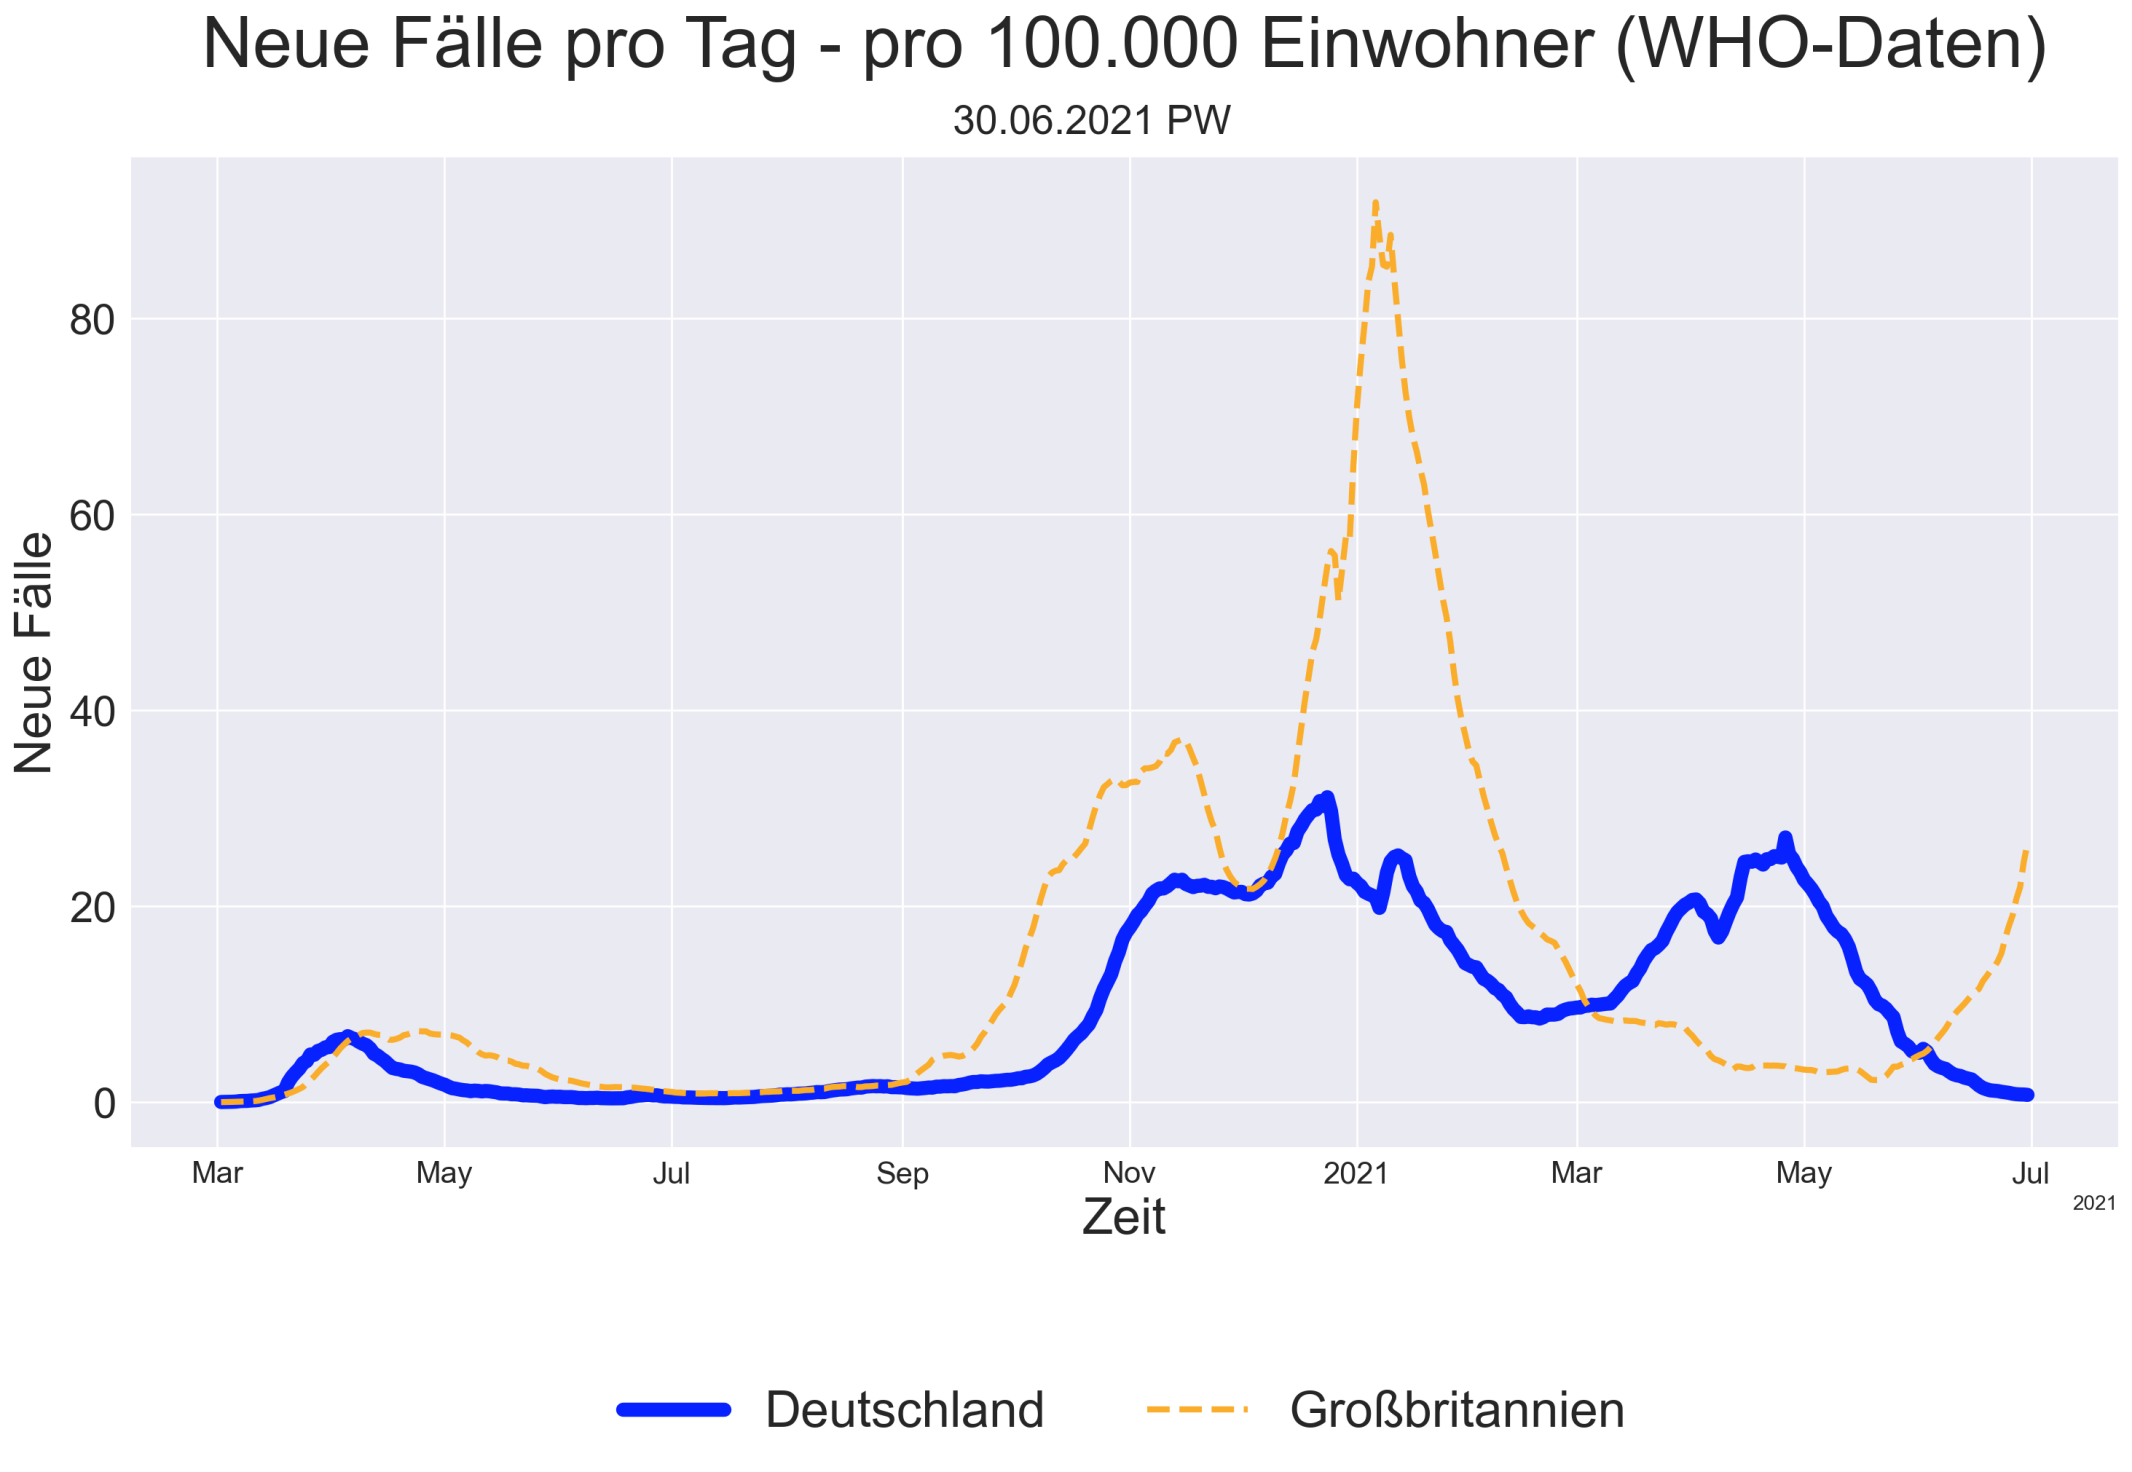 Neue Fälle pro Tag - pro 100.000 Einwohner (WHO-Daten)
30.06.2021 PW
Neue Fälle
80
60
40
20
0
Mar May Jul Sep Nov 2021 Mar May Jul
2021
Zeit
Deutschland Großbritannien